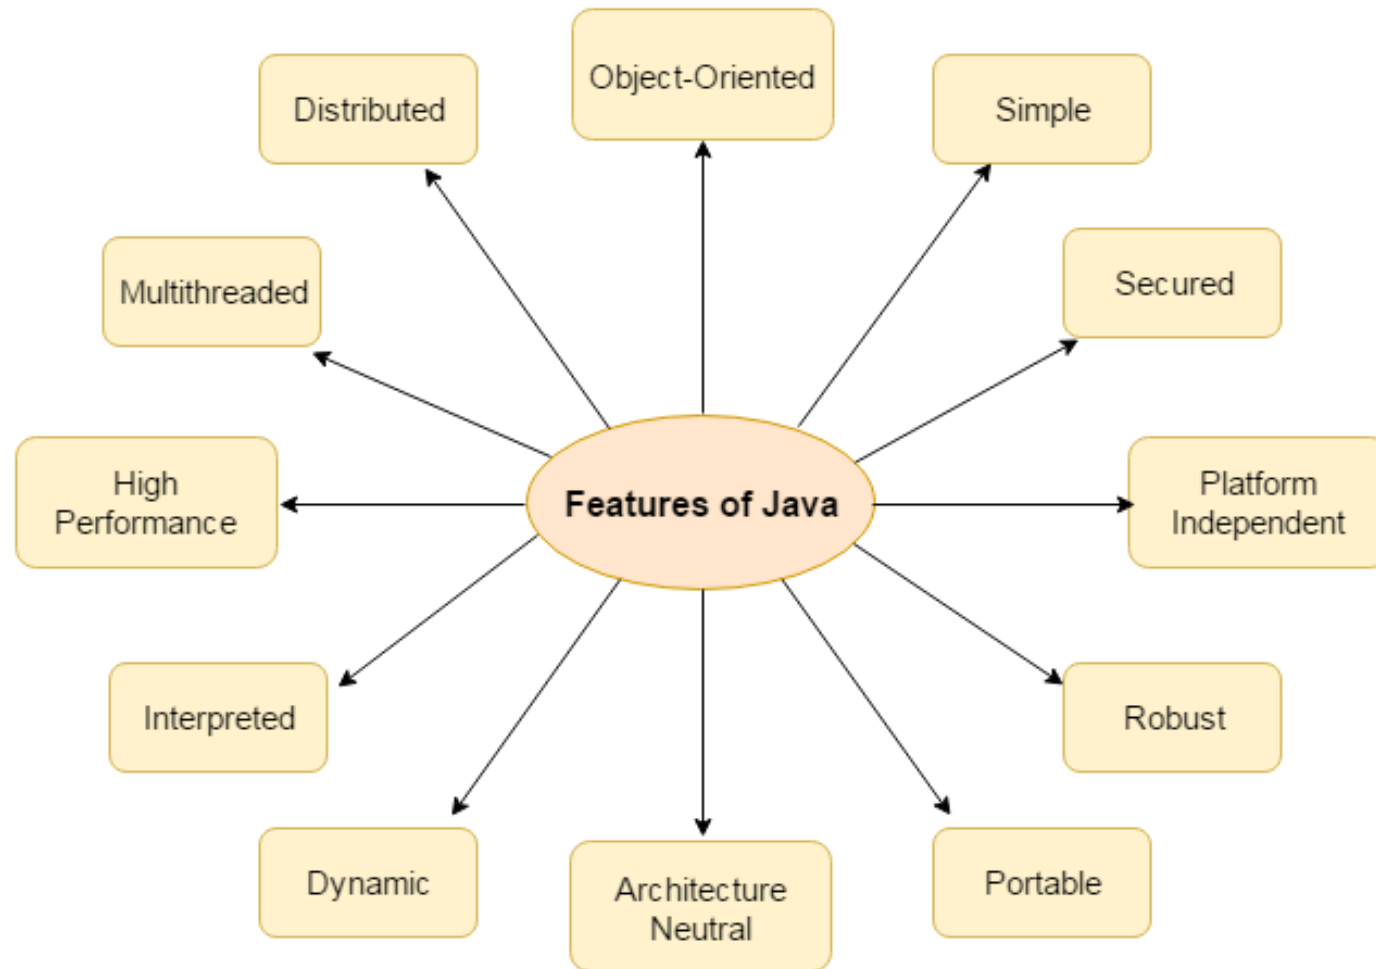 Object-Oriented
Distributed
Simple
Secured
Multithreaded
High
Performance
Features of Java
Platform
Independent
Interpreted
Robust
Dynamic
Architecture
Neutral
Portable